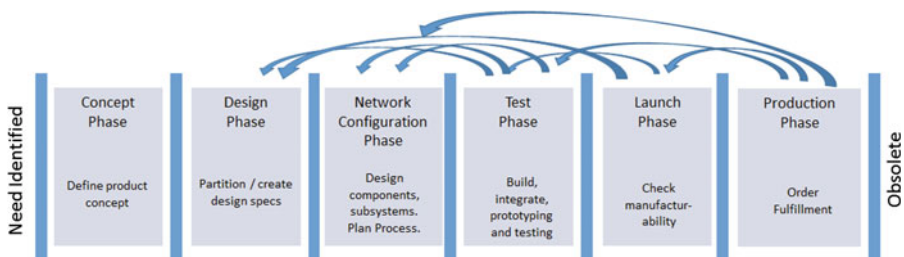 Need Identified
Concept
Phase
Define product
concept
Design
Phase
Partition / create
design specs
Network
Configuration
Phase
Design
components,
subsystems.
Plan Process.
Test
Phase
Build,
integrate,
prototyping
and testing
Launch
Phase
Check
manufactur-
ability
Production
Phase
Order
Fulfillment
Obsolete